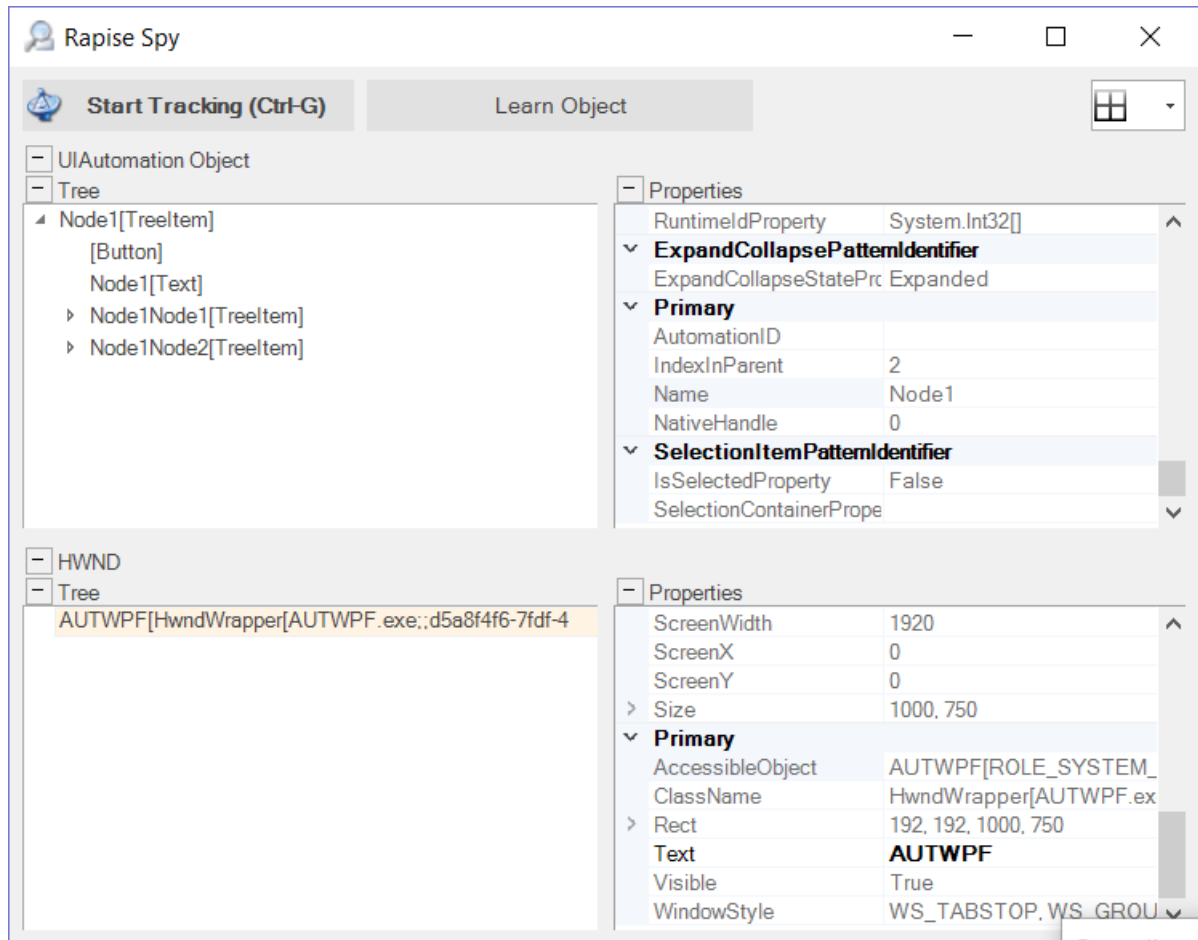 Rapise Spy
Start Tracking (Ctrl-G)
Learn Object
UIAutomation Object
Tree
Node1[TreeItem]
[Button]
Node1[Text]
Node1Node1[TreeItem]
Node1Node2[TreeItem]
Properties
RuntimeIdProperty System.Int32[]
ExpandCollapsePatternIdentifier
ExpandCollapseStatePro Expanded
Primary
AutomationID
IndexInParent 2
Name Node1
NativeHandle 0
SelectionItemPatternIdentifier
IsSelectedProperty False
SelectionContainerPrope
HWND
Tree
AUTWPF[HwndWrapper[AUTWPF.exe;;d5a8f4f6-7fdf-4
Properties
ScreenWidth 1920
ScreenX 0
ScreenY 0
Size 1000, 750
Primary
AccessibleObject AUTWPF[ROLE_SYSTEM_
ClassName HwndWrapper[AUTWPF.ex
Rect 192, 192, 1000, 750
Text AUTWPF
Visible True
WindowStyle WS_TABSTOP, WS_GROU